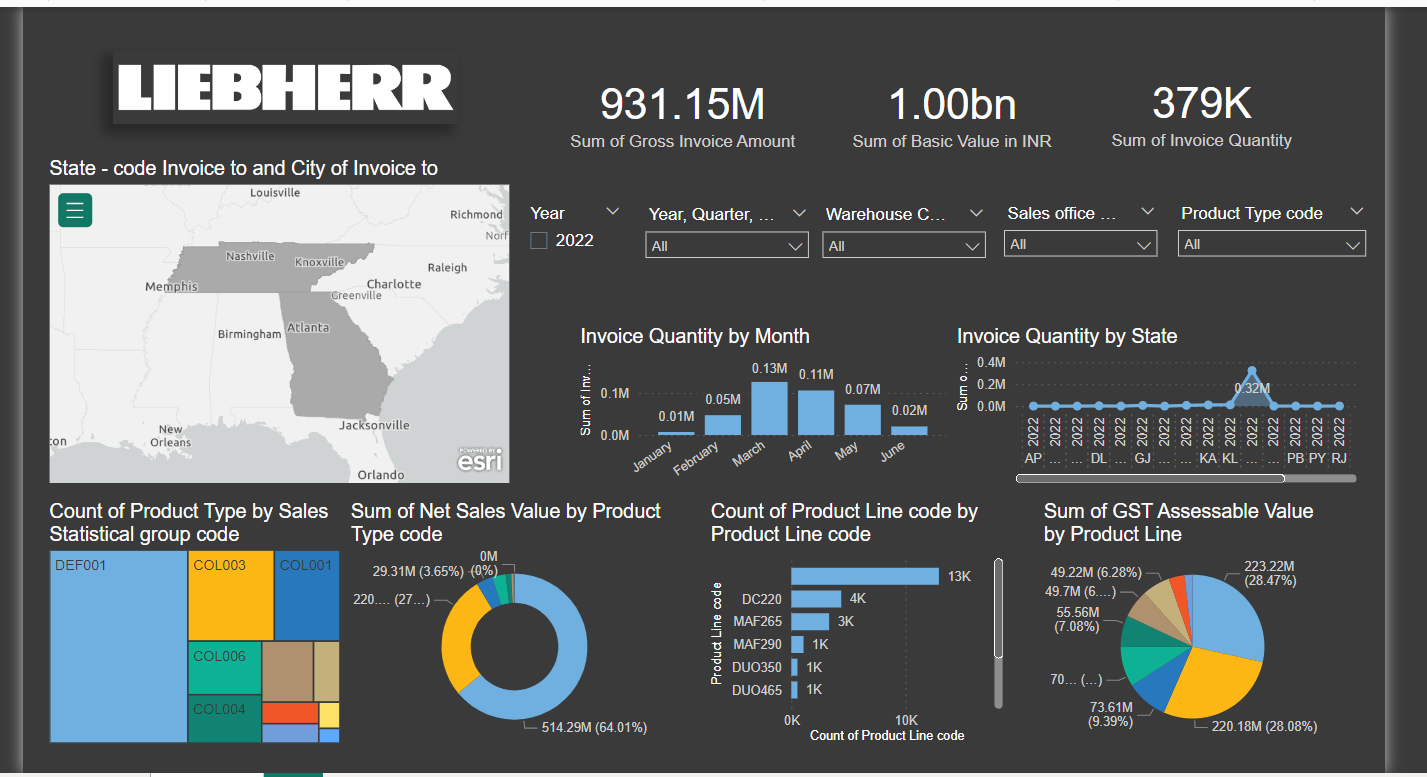 LIEBHERR
931.15M
Sum of Gross Invoice Amount
1.00bn
Sum of Basic Value in INR
379K
Sum of Invoice Quantity
State - code Invoice to and City of Invoice to
Louisville
Richmond
Norf
Nashville
Knoxville
Raleigh
Memphis
Charlotte
Greenville
Birmingham
Atlanta
New
Orleans
Jacksonville
Orlando
ton
POWERED BY
esri
Year
2022
Year, Quarter, ...
All
Warehouse C...
All
Sales office ...
All
Product Type code
All
Invoice Quantity by Month
Sum of Inv...
0.1M
0.0M
0.01M
0.05M
0.13M
0.11M
0.07M
0.02M
January
February
March
April
May
June
Invoice Quantity by State
Sum o...
0.4M
0.2M
0.0M
0.32M
2022 2022 2022 2022 2022 2022 2022 2022 2022 2022 2022 2022 2022 2022 2022
AP ... ... DL ... GJ ... ... KA KL ... ... PB PY RJ
Count of Product Type by Sales
Statistical group code
DEF001
COL003
COL001
COL006
COL004
Sum of Net Sales Value by Product
Type code
0M
(0%)
29.31M (3.65%)
220.... (27...)
514.29M (64.01%)
Count of Product Line code by
Product Line code
Product Line code
13K
DC220 4K
MAF265 3K
MAF290 1K
DUO350 1K
DUO465 1K
0K 10K
Count of Product Line code
Sum of GST Assessable Value
by Product Line
223.22M
(28.47%)
49.22M (6.28%)
49.7M (6....)
55.56M
(7.08%)
70.... (...)
73.61M
(9.39%)
220.18M (28.08%)